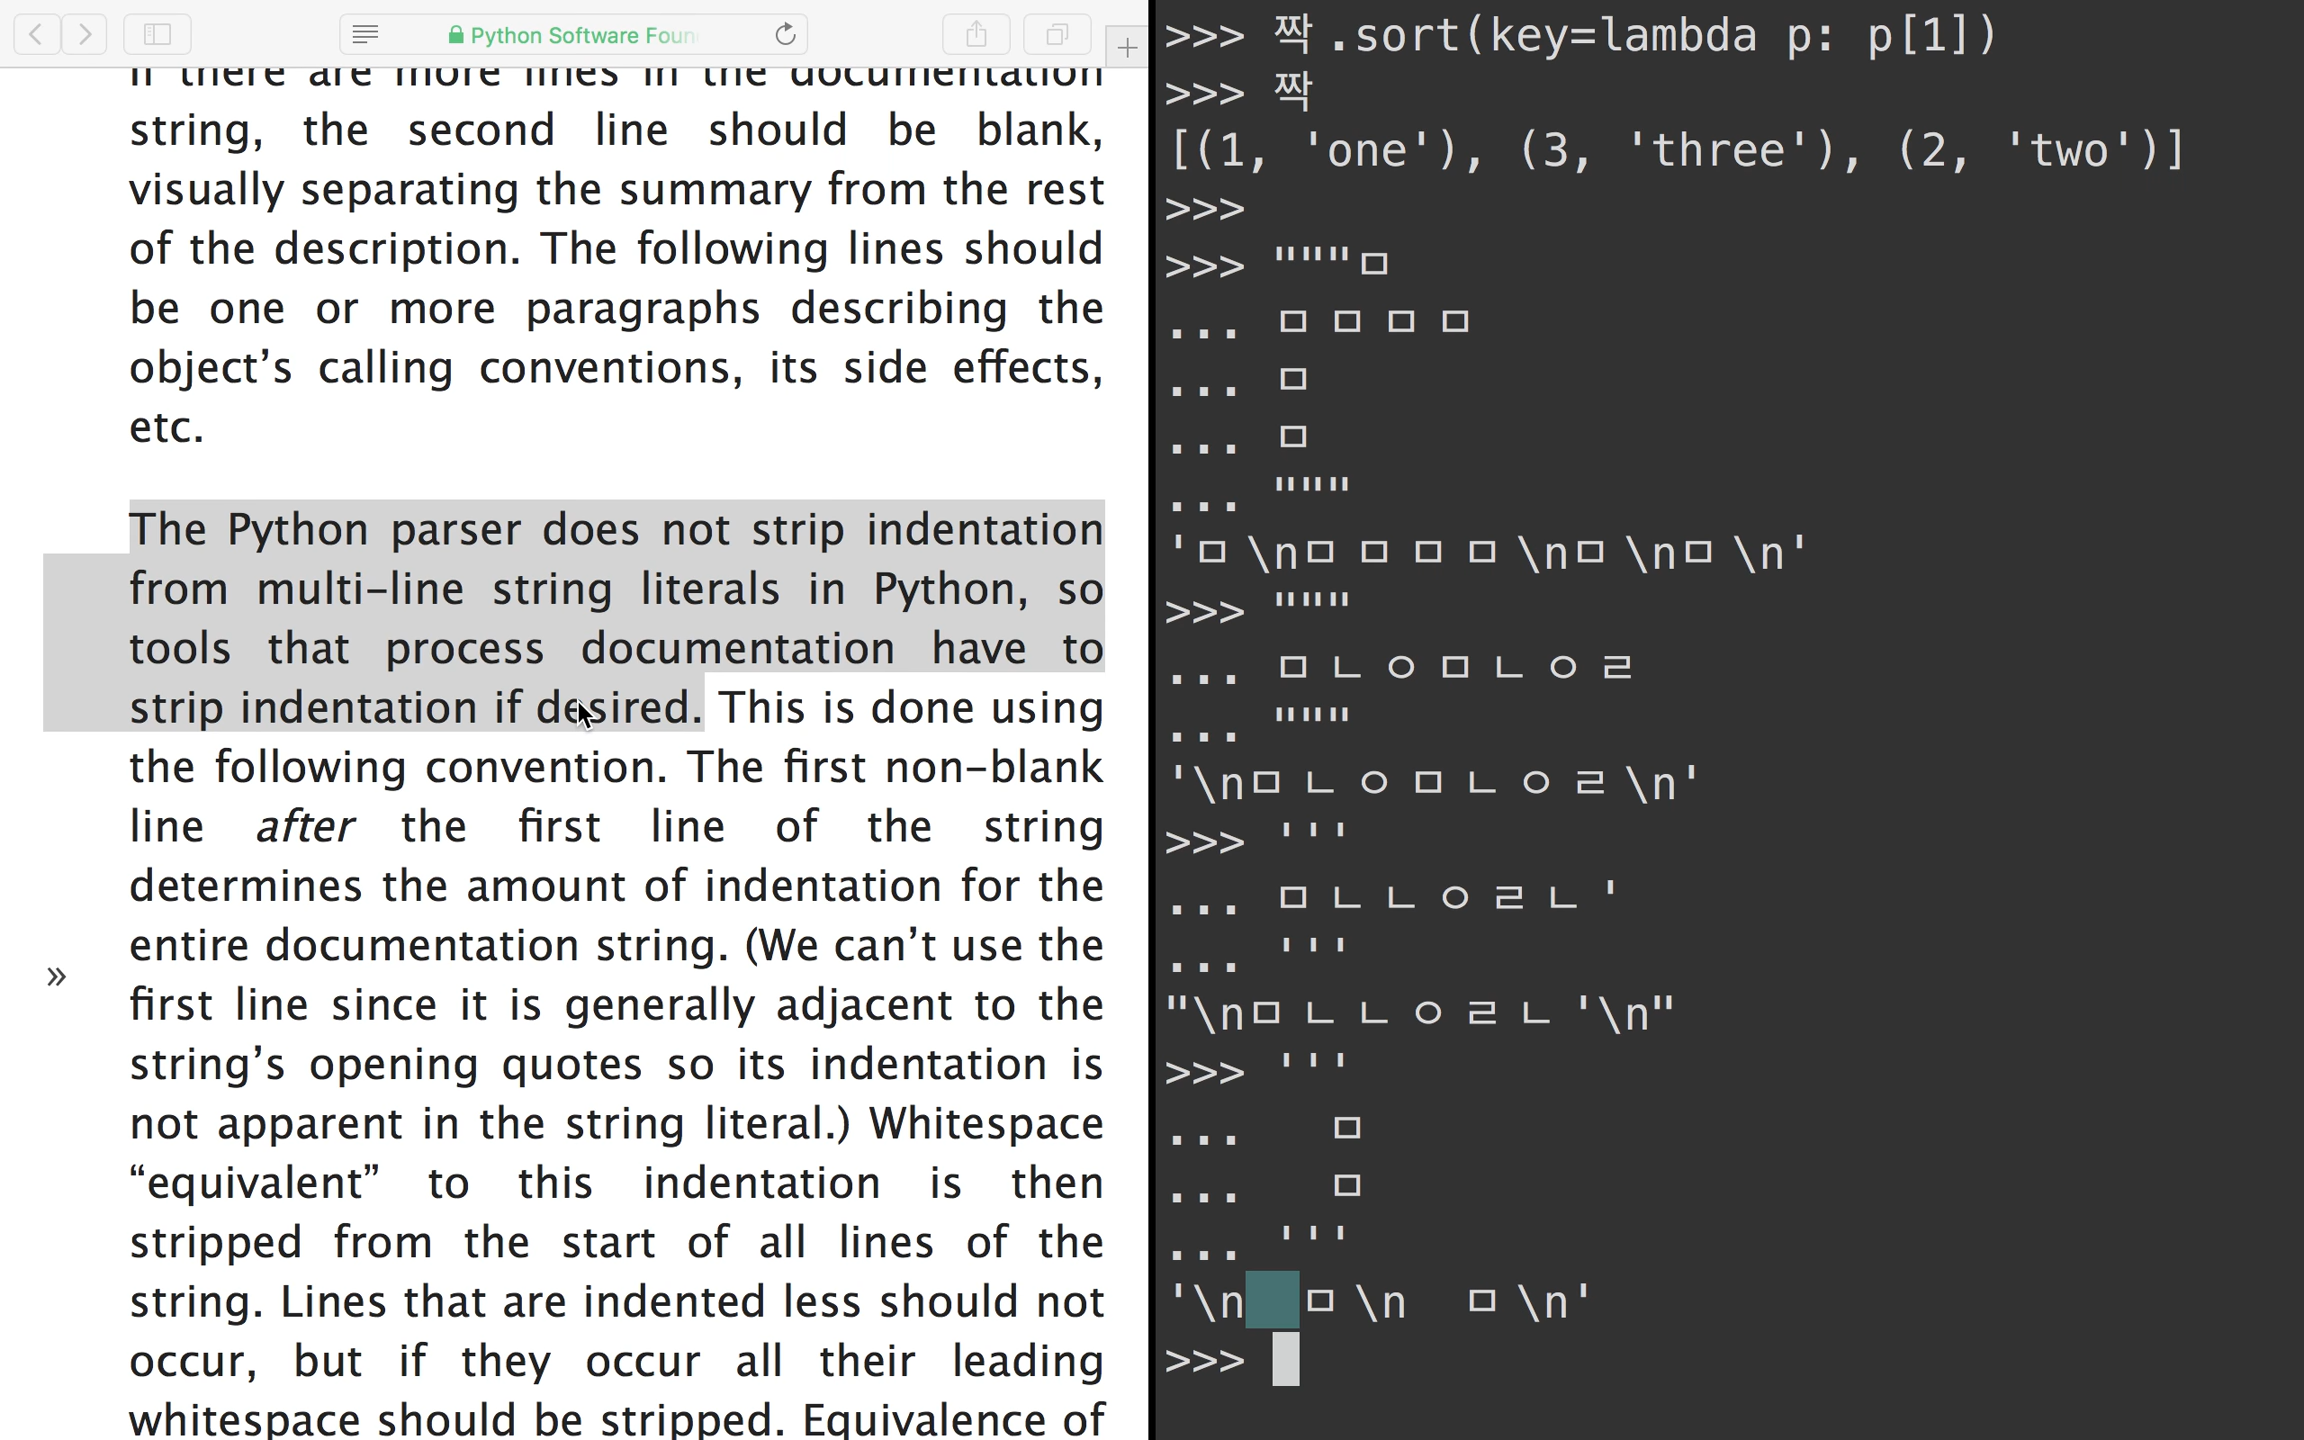 Python Software Foun
if there are more lines in the documentation
string, the second line should be blank,
visually separating the summary from the rest
of the description. The following lines should
be one or more paragraphs describing the
object’s calling conventions, its side effects,
etc.
The Python parser does not strip indentation
from multi-line string literals in Python, so
tools that process documentation have to
strip indentation if desired. This is done using
the following convention. The first non-blank
line after the first line of the string
determines the amount of indentation for the
entire documentation string. (We can’t use the
first line since it is generally adjacent to the
string’s opening quotes so its indentation is
not apparent in the string literal.) Whitespace
“equivalent” to this indentation is then
stripped from the start of all lines of the
string. Lines that are indented less should not
occur, but if they occur all their leading
whitespace should be stripped. Equivalence of
»
>>> 짝.sort(key=lambda p: p[1])
>>> 짝
[(1, 'one'), (3, 'three'), (2, 'two')]
>>>
>>> """ㅁ
... ㅁㅁㅁㅁ
... ㅁ
... ㅁ
... """
'ㅁ\nㅁㅁㅁㅁ\nㅁ\nㅁ\n'
>>> """
... ㅁㄴㅇㅁㄴㅇㄹ
... """
'\nㅁㄴㅇㅁㄴㅇㄹ\n'
>>> '''
... ㅁㄴㄴㅇㄹㄴ'
... '''
"\nㅁㄴㄴㅇㄹㄴ'\n"
>>> '''
...   ㅁ
...   ㅁ
... '''
'\n  ㅁ\n  ㅁ\n'
>>>